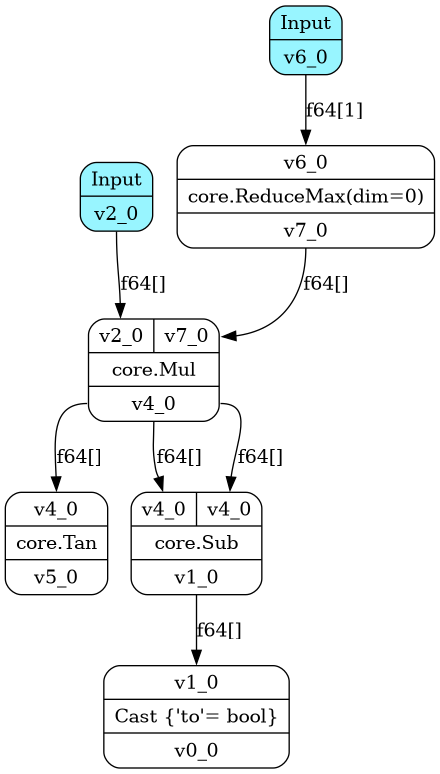 Input
v6_0
f64[1]
v6_0
core.ReduceMax(dim=0)
v7_0
Input
v2_0
f64[]
f64[]
v2_0 v7_0
core.Mul
v4_0
f64[]
f64[]
f64[]
v4_0
core.Tan
v5_0
v4_0 v4_0
core.Sub
v1_0
f64[]
v1_0
Cast {'to'= bool}
v0_0